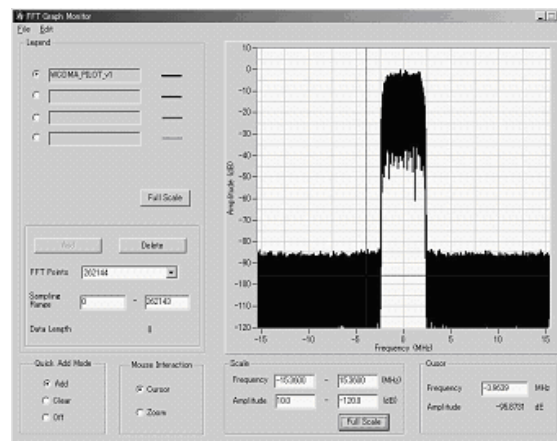 FFT Graph Monitor
File Edit
Legend
WCDMA_PILOT_v1
Full Scale
Add
Delete
FFT Points 262144
Sampling Range 0 - 262143
Data Length
Quick Add Mode
Add
Clear
Off
Mouse Interaction
Cursor
Zoom
Amplitude (dB)
10
0
-10
-20
-30
-40
-50
-60
-70
-80
-90
-100
-110
-120
-15
-10
-5
0
5
10
15
Frequency (MHz)
Scale
Frequency -15.3600 - 15.3600 (MHz)
Amplitude 10.0 - -120.0 (dB)
Full Scale
Cusor
Frequency -3.9639 MHz
Amplitude dB